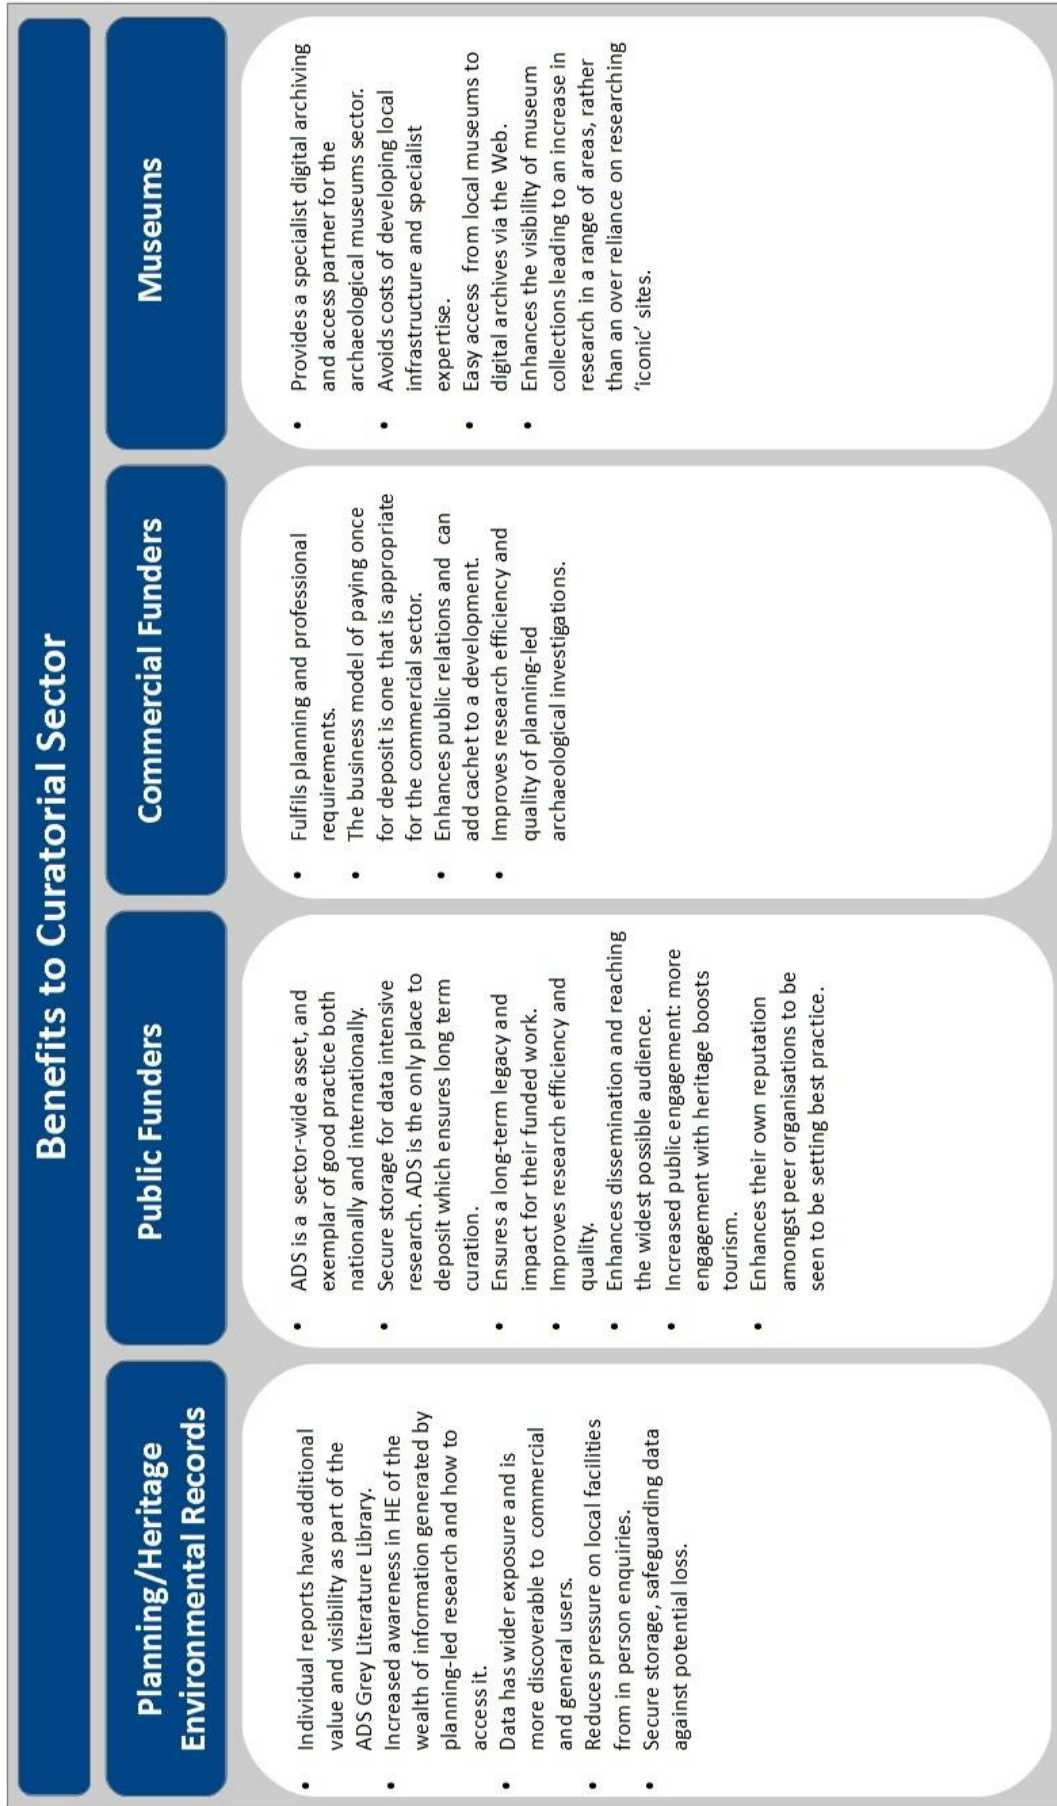 Benefits to Curatorial Sector
Planning/Heritage
Environmental Records
• Individual reports have additional
value and visibility as part of the
ADS Grey Literature Library.
• Increased awareness in HE of the
wealth of information generated by
planning-led research and how to
access it.
• Data has wider exposure and is
more discoverable to commercial
and general users.
• Reduces pressure on local facilities
from in person enquiries.
• Secure storage, safeguarding data
against potential loss.
Public Funders
• ADS is a sector-wide asset, and
exemplar of good practice both
nationally and internationally.
• Secure storage for data intensive
research. ADS is the only place to
deposit which ensures long term
curation.
• Ensures a long-term legacy and
impact for their funded work.
• Improves research efficiency and
quality.
• Enhances dissemination and reaching
the widest possible audience.
• Increased public engagement: more
engagement with heritage boosts
tourism.
• Enhances their own reputation
amongst peer organisations to be
seen to be setting best practice.
Commercial Funders
• Fulfils planning and professional
requirements.
• The business model of paying once
for deposit is one that is appropriate
for the commercial sector.
• Enhances public relations and can
add cachet to a development.
• Improves research efficiency and
quality of planning-led
archaeological investigations.
Museums
• Provides a specialist digital archiving
and access partner for the
archaeological museums sector.
• Avoids costs of developing local
infrastructure and specialist
expertise.
• Easy access from local museums to
digital archives via the Web.
• Enhances the visibility of museum
collections leading to an increase in
research in a range of areas, rather
than an over reliance on researching
'iconic' sites.